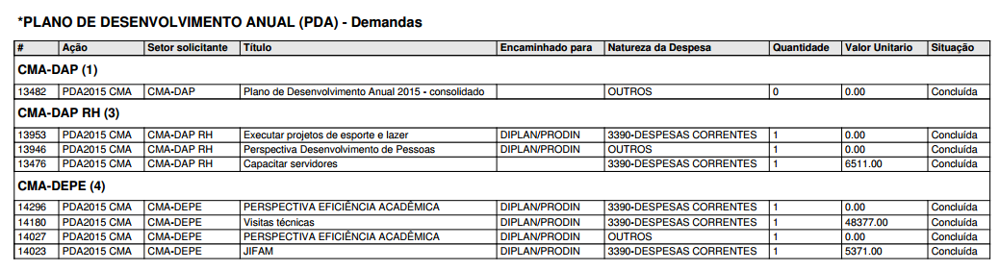 *PLANO DE DESENVOLVIMENTO ANUAL (PDA) - Demandas
# Ação Setor solicitante Título Encaminhado para Natureza da Despesa Quantidade Valor Unitario Situação
CMA-DAP (1)
13482 PDA2015 CMA CMA-DAP Plano de Desenvolvimento Anual 2015 - consolidado OUTROS 0 0.00 Concluída
CMA-DAP RH (3)
13953 PDA2015 CMA CMA-DAP RH Executar projetos de esporte e lazer DIPLAN/PRODIN 3390-DESPESAS CORRENTES 1 0.00 Concluída
13946 PDA2015 CMA CMA-DAP RH Perspectiva Desenvolvimento de Pessoas DIPLAN/PRODIN OUTROS 1 0.00 Concluída
13476 PDA2015 CMA CMA-DAP RH Capacitar servidores 3390-DESPESAS CORRENTES 1 6511.00 Concluída
CMA-DEPE (4)
14296 PDA2015 CMA CMA-DEPE PERSPECTIVA EFICIÊNCIA ACADÊMICA DIPLAN/PRODIN 3390-DESPESAS CORRENTES 1 0.00 Concluída
14180 PDA2015 CMA CMA-DEPE Visitas técnicas DIPLAN/PRODIN 3390-DESPESAS CORRENTES 1 48377.00 Concluída
14027 PDA2015 CMA CMA-DEPE PERSPECTIVA EFICIÊNCIA ACADÊMICA DIPLAN/PRODIN OUTROS 1 0.00 Concluída
14023 PDA2015 CMA CMA-DEPE JIFAM DIPLAN/PRODIN 3390-DESPESAS CORRENTES 1 5371.00 Concluída